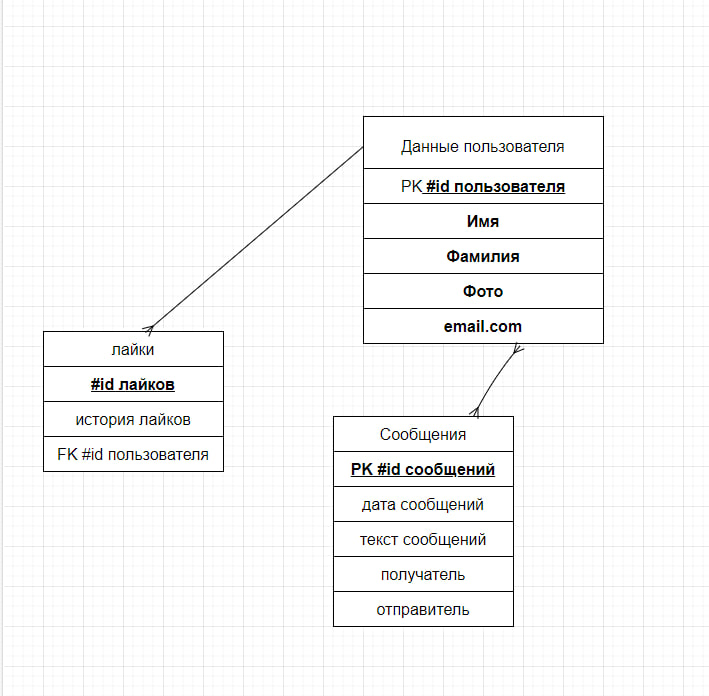 Данные пользователя
PK #id пользователя
Имя
Фамилия
Фото
email.com
лайки
#id лайков
история лайков
FK #id пользователя
Сообщения
PK #id сообщений
дата сообщений
текст сообщений
получатель
отправитель